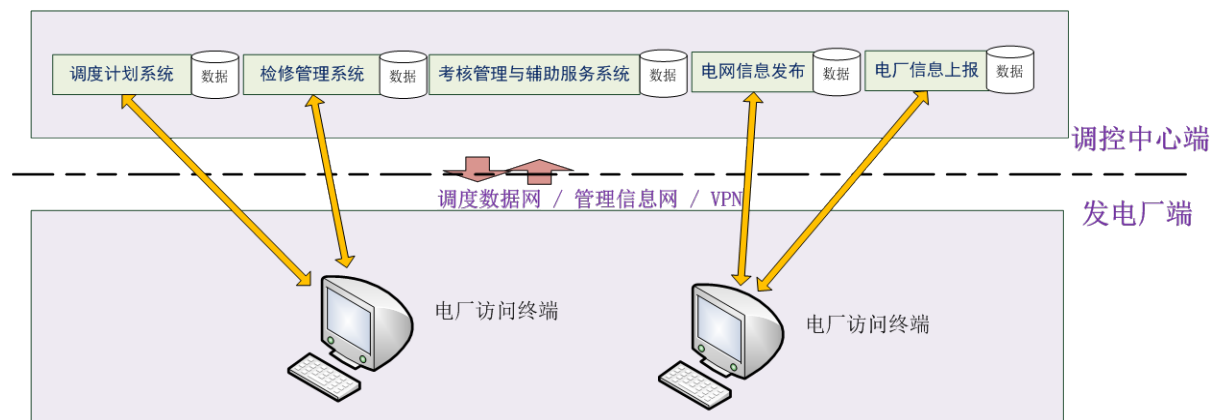 调度计划系统
数据
检修管理系统
数据
考核管理与辅助服务系统
数据
电网信息发布
数据
电厂信息上报
数据
调控中心端
调度数据网 / 管理信息网 / VPN
发电厂端
电厂访问终端
电厂访问终端